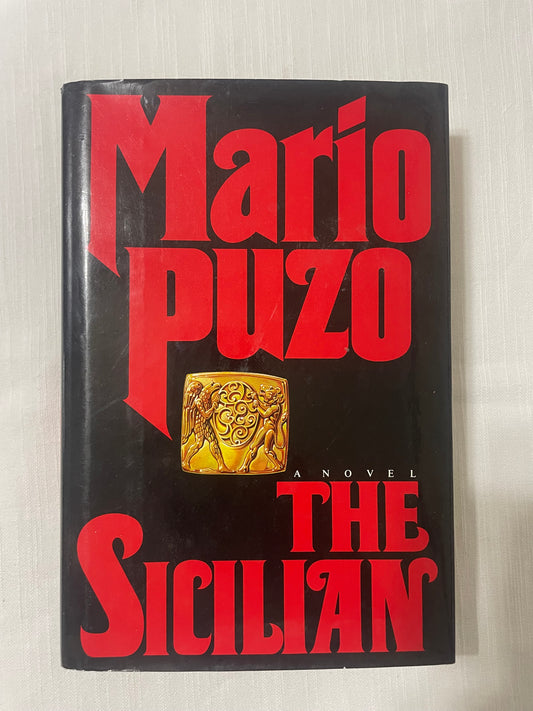 Mario
PUZO
A NOVEL
THE
SICILIAN